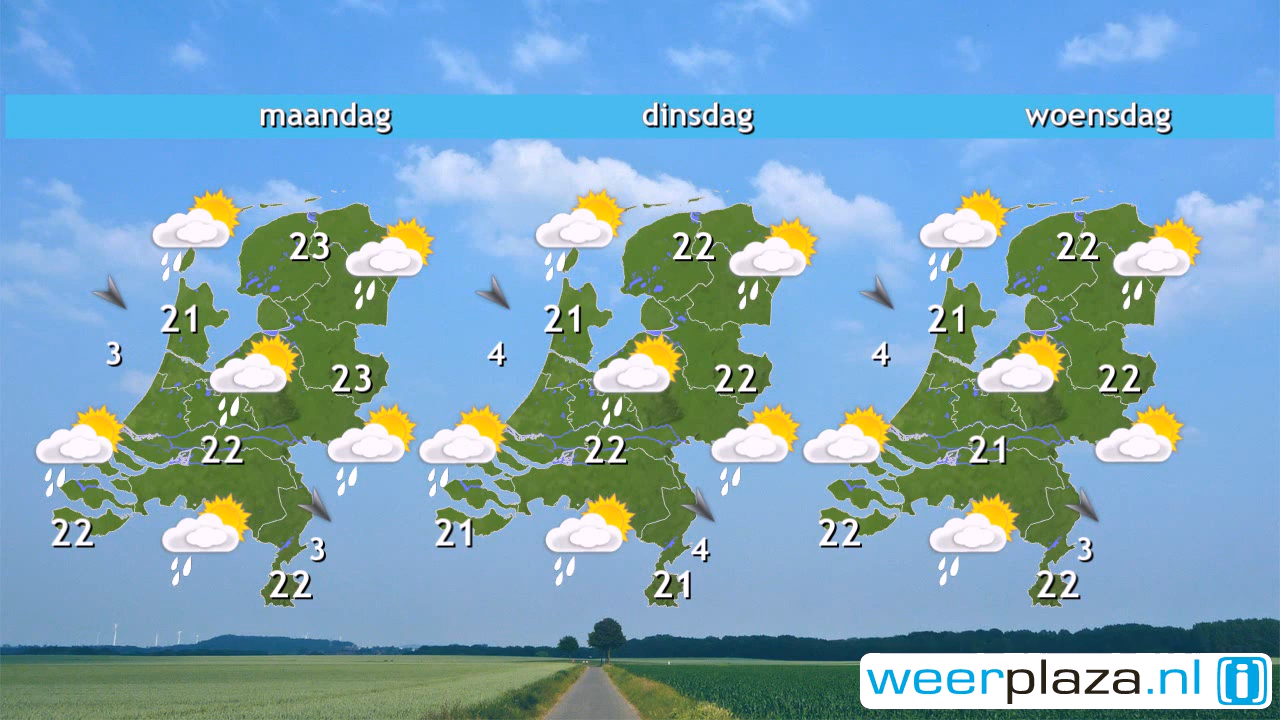 maandag dinsdag woensdag
23 22 22
21 21 21
3 4 4
23 22 22
22 22 21
22 21 22
3 4 3
22 21 22
weerplaza.nl